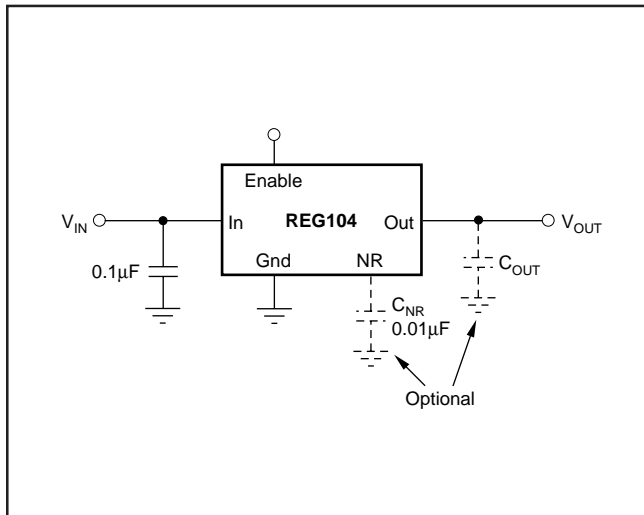 Enable
V_IN
In
REG104
Out
V_OUT
0.1µF
Gnd
NR
C_OUT
C_NR
0.01µF
Optional